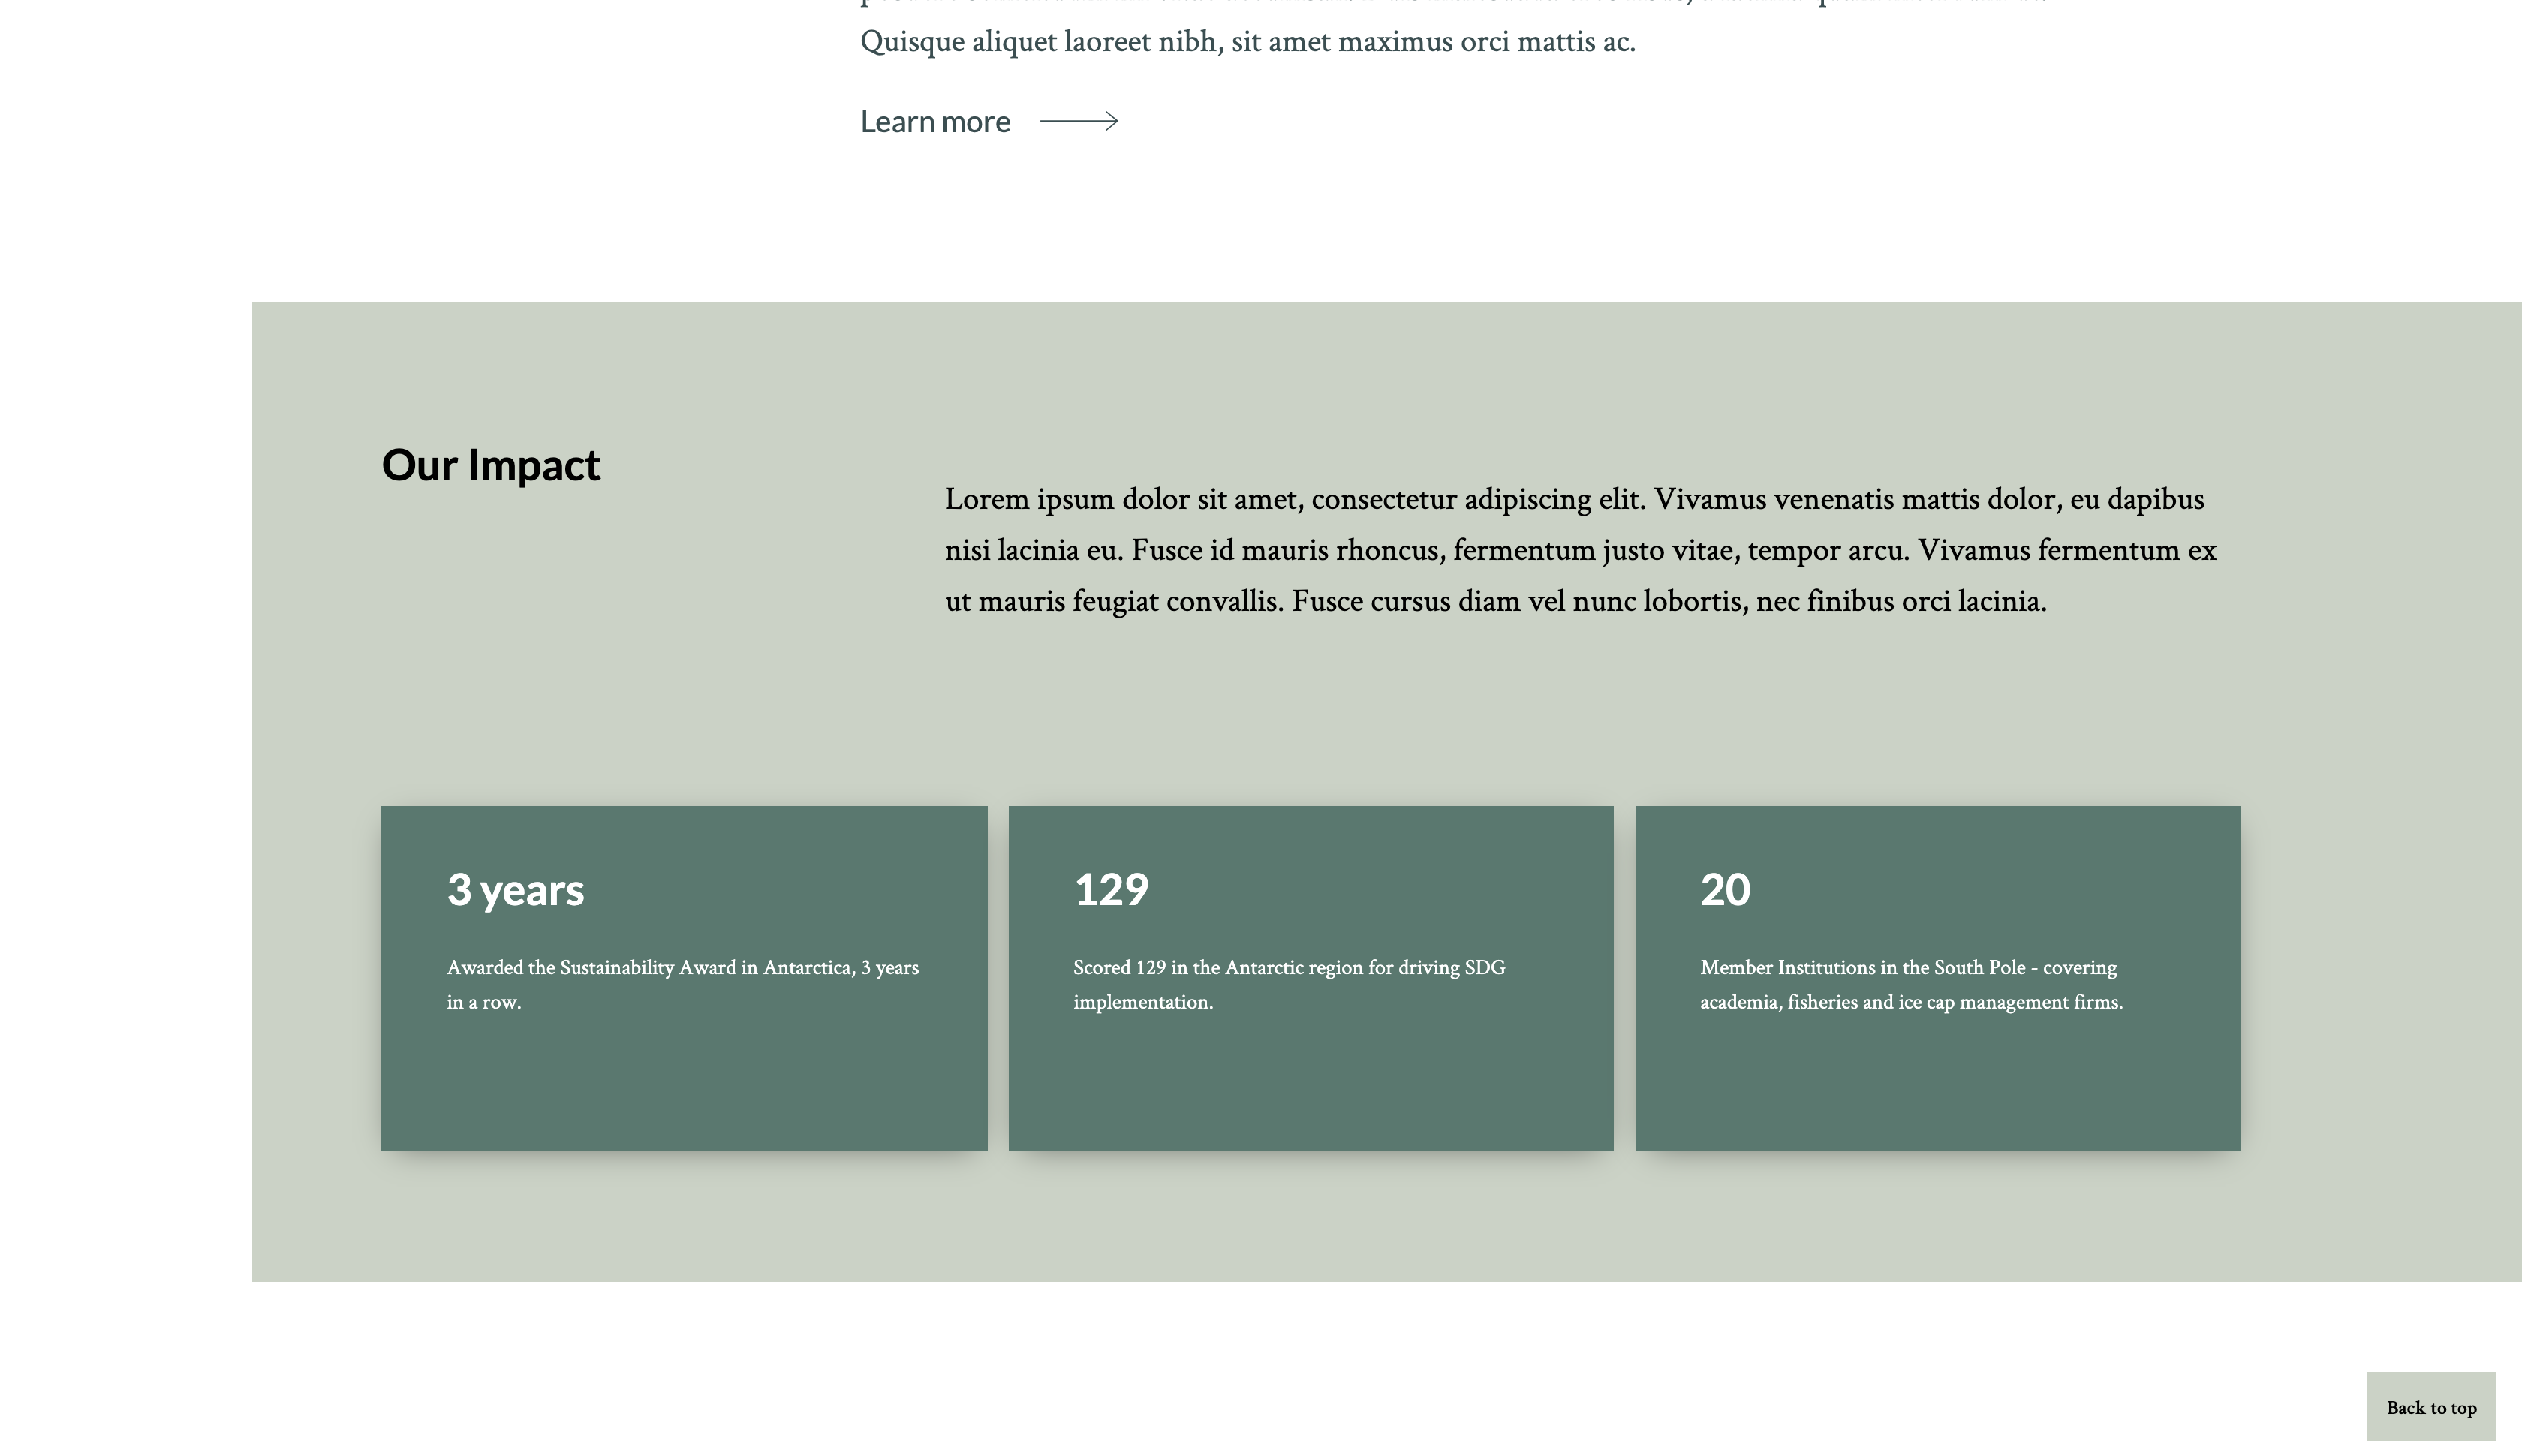 Quisque aliquet laoreet nibh, sit amet maximus orci mattis ac.
Learn more
Our Impact
Lorem ipsum dolor sit amet, consectetur adipiscing elit. Vivamus venenatis mattis dolor, eu dapibus
nisi lacinia eu. Fusce id mauris rhoncus, fermentum justo vitae, tempor arcu. Vivamus fermentum ex
ut mauris feugiat convallis. Fusce cursus diam vel nunc lobortis, nec finibus orci lacinia.
3 years
Awarded the Sustainability Award in Antarctica, 3 years
in a row.
129
Scored 129 in the Antarctic region for driving SDG
implementation.
20
Member Institutions in the South Pole - covering
academia, fisheries and ice cap management firms.
Back to top